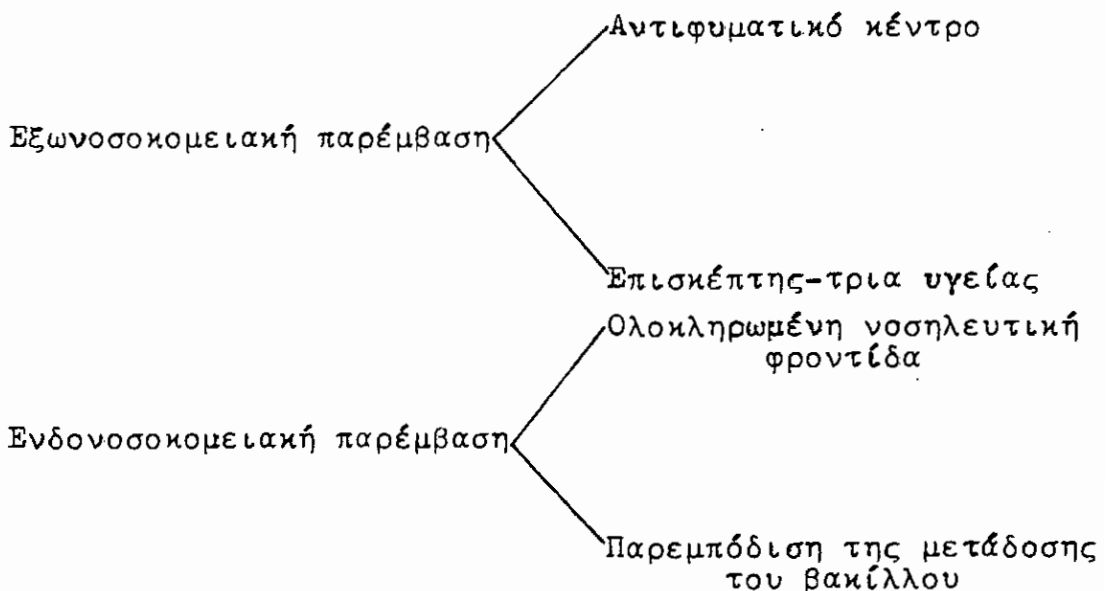 Αντιφυματικό κέντρο
Εξωνοσοκομειακή παρέμβαση
Επισκέπτης-τρια υγείας
Ολοκληρωμένη νοσηλευτική
φροντίδα
Ενδονοσοκομειακή παρέμβαση
Παρεμπόδιση της μετάδοσης
του βακίλλου